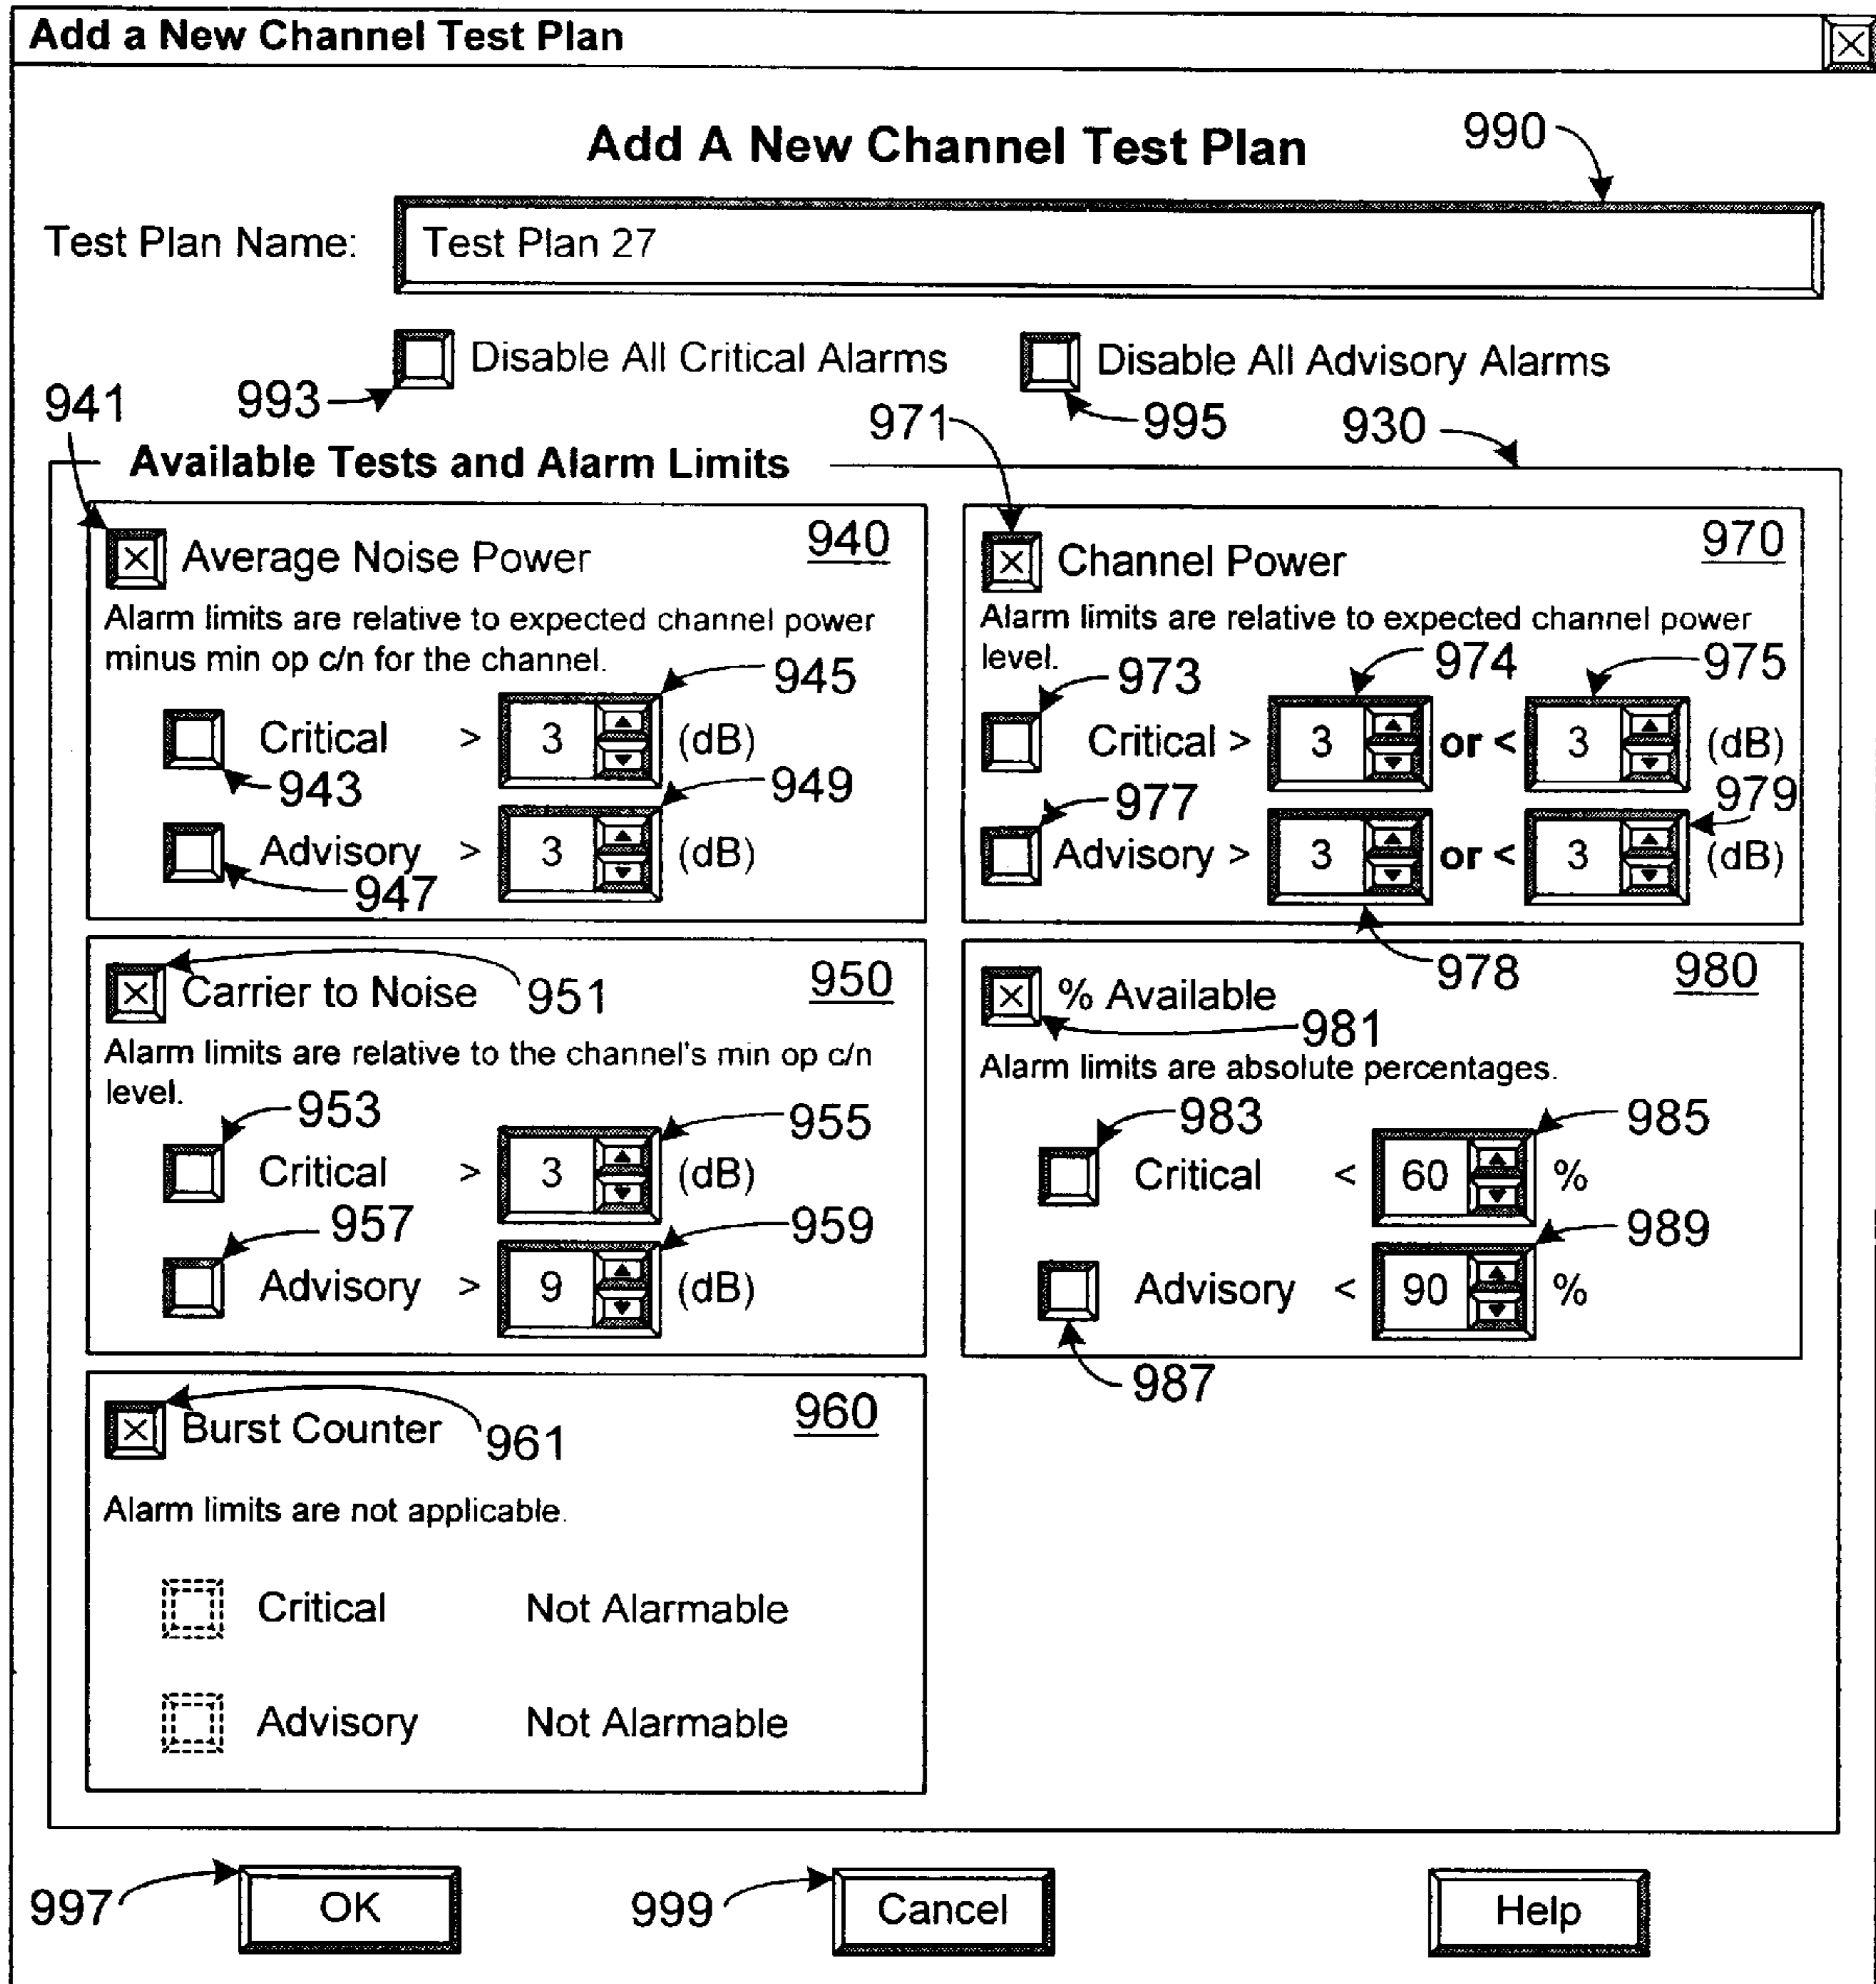 Add a New Channel Test Plan
Add A New Channel Test Plan
990
Test Plan Name:
Test Plan 27
Disable All Critical Alarms
Disable All Advisory Alarms
941
993
971
995
930
Available Tests and Alarm Limits
Average Noise Power
940
Alarm limits are relative to expected channel power
minus min op c/n for the channel.
945
Critical > 3 (dB)
943
949
Advisory > 3 (dB)
947
Channel Power
970
Alarm limits are relative to expected channel power
level.
974
975
973
Critical > 3 or < 3 (dB)
977
979
Advisory > 3 or < 3 (dB)
978
Carrier to Noise
951
950
Alarm limits are relative to the channel's min op c/n
level.
953
955
Critical > 3 (dB)
957
959
Advisory > 9 (dB)
% Available
980
981
Alarm limits are absolute percentages.
983
985
Critical < 60 %
989
Advisory < 90 %
987
Burst Counter
961
960
Alarm limits are not applicable.
Critical Not Alarmable
Advisory Not Alarmable
997
OK
999
Cancel
Help